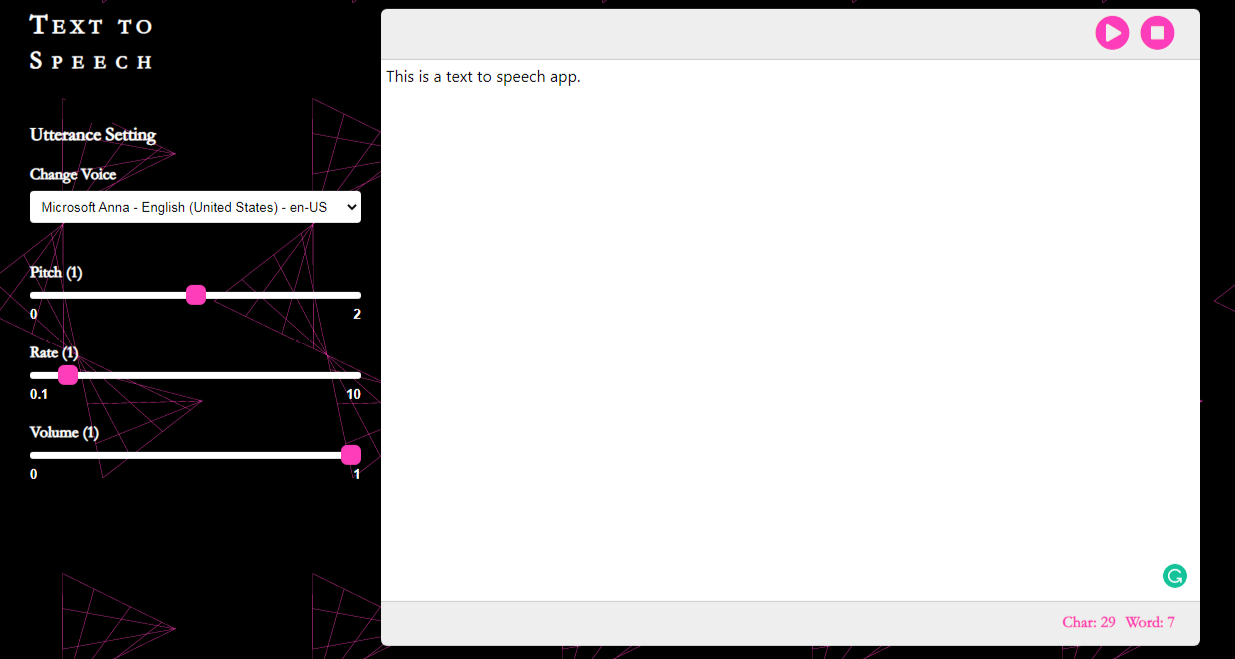 Text to
Speech
Utterance Setting
Change Voice
Microsoft Anna - English (United States) - en-US
Pitch (1)
0 2
Rate (1)
0.1 10
Volume (1)
0 1
This is a text to speech app.
Char: 29 Word: 7